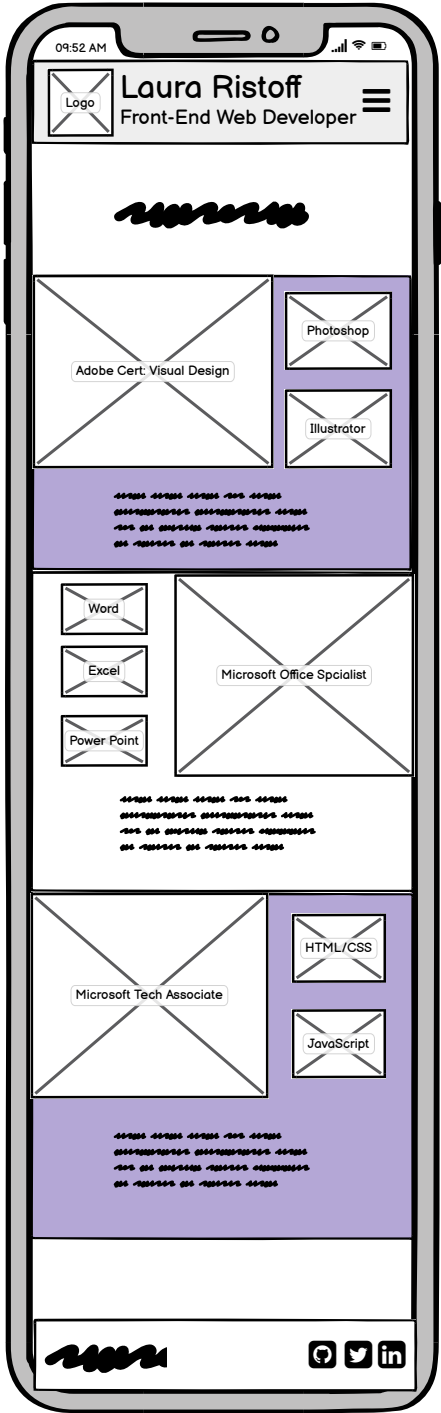 09:52 AM
Logo
Laura Ristoff
Front-End Web Developer
Adobe Cert: Visual Design
Photoshop
Illustrator
Word
Excel
Power Point
Microsoft Office Spcialist
Microsoft Tech Associate
HTML/CSS
JavaScript
in